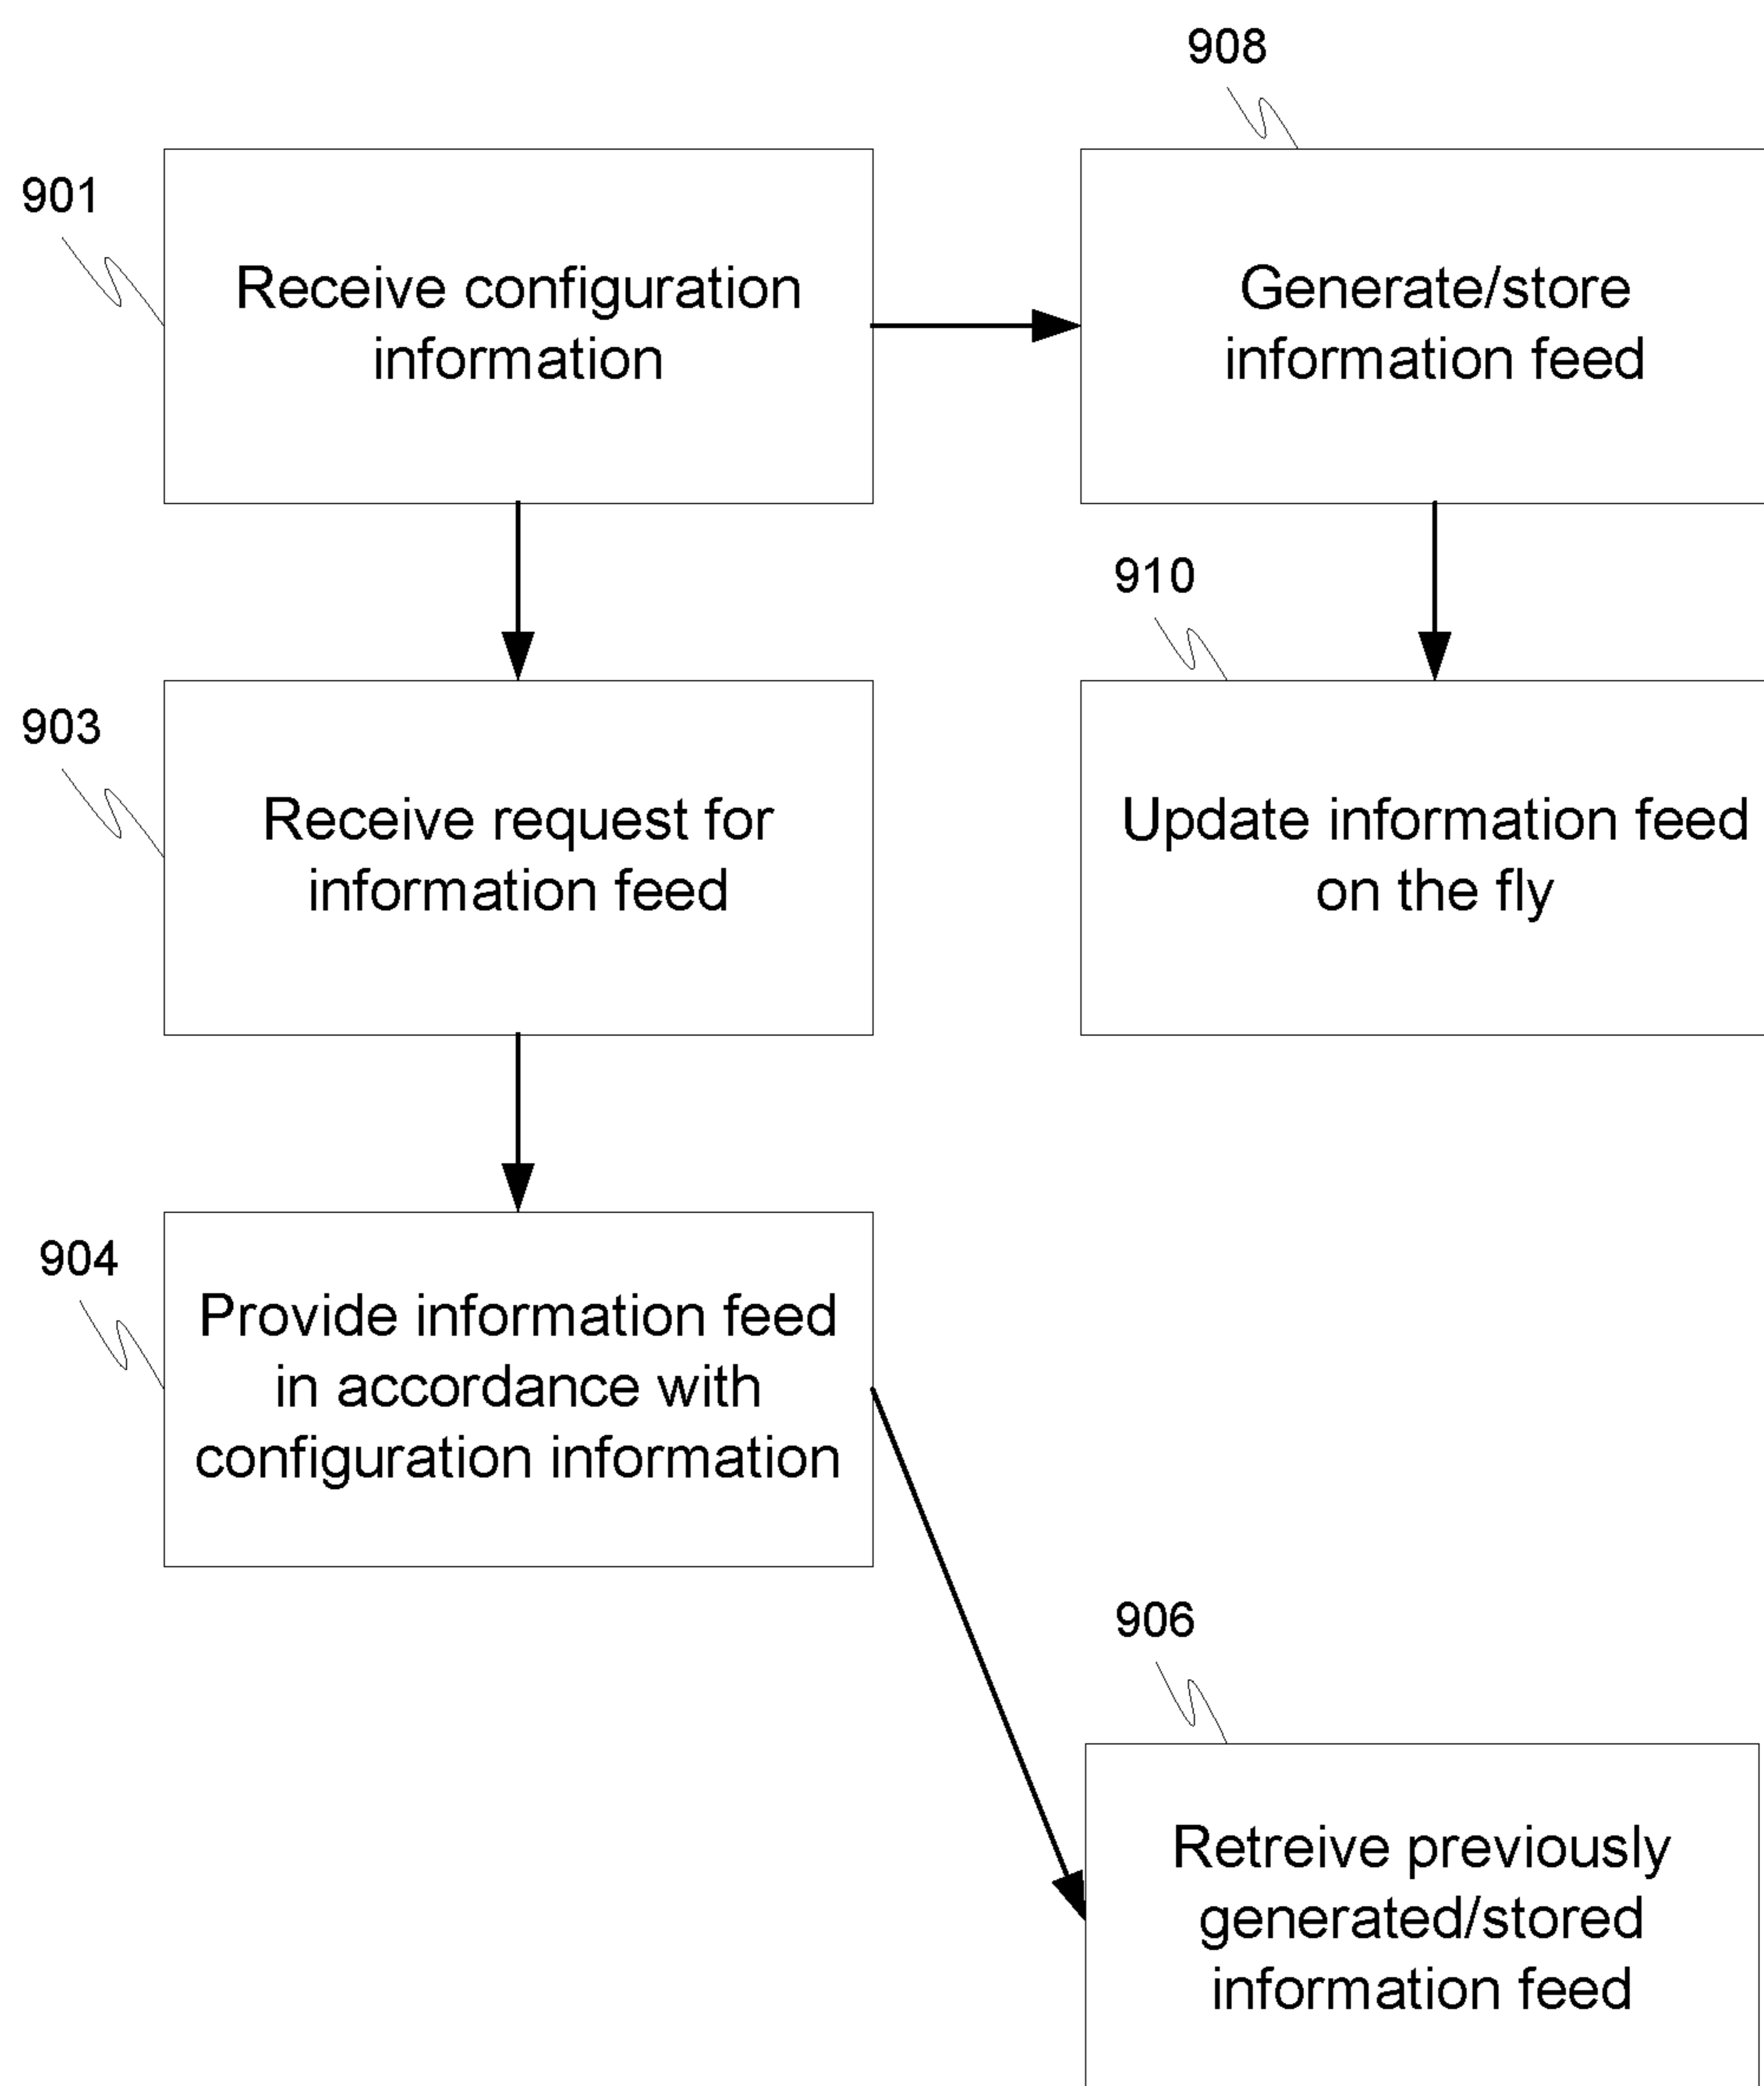 908
901
Receive configuration
information
Generate/store
information feed
910
903
Receive request for
information feed
Update information feed
on the fly
904
Provide information feed
in accordance with
configuration information
906
Retreive previously
generated/stored
information feed